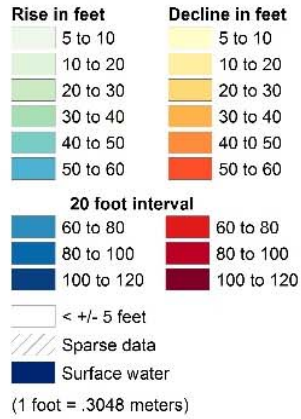 Rise in feet Decline in feet
5 to 10 5 to 10
10 to 20 10 to 20
20 to 30 20 to 30
30 to 40 30 to 40
40 to 50 40 t0 50
50 to 60 50 to 60
20 foot interval
60 to 80 60 to 80
80 to 100 80 to 100
100 to 120 100 to 120
< +/- 5 feet
Sparse data
Surface water
(1 foot = .3048 meters)